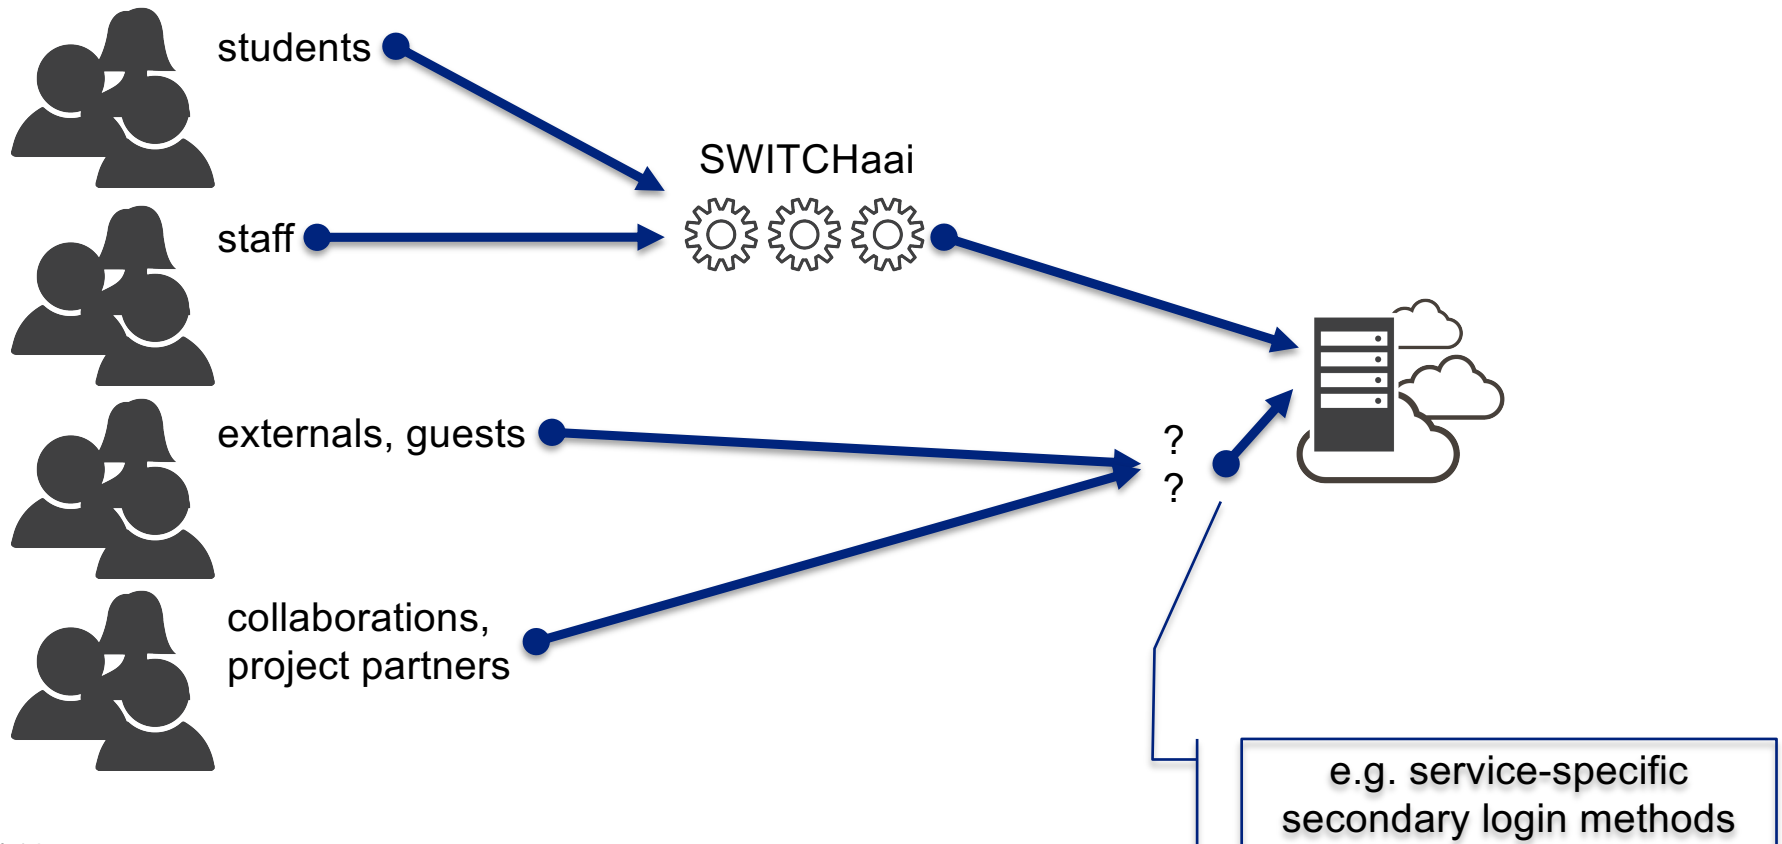 students
SWITCHaai
staff
externals, guests
?
?
collaborations,
project partners
e.g. service-specific
secondary login methods